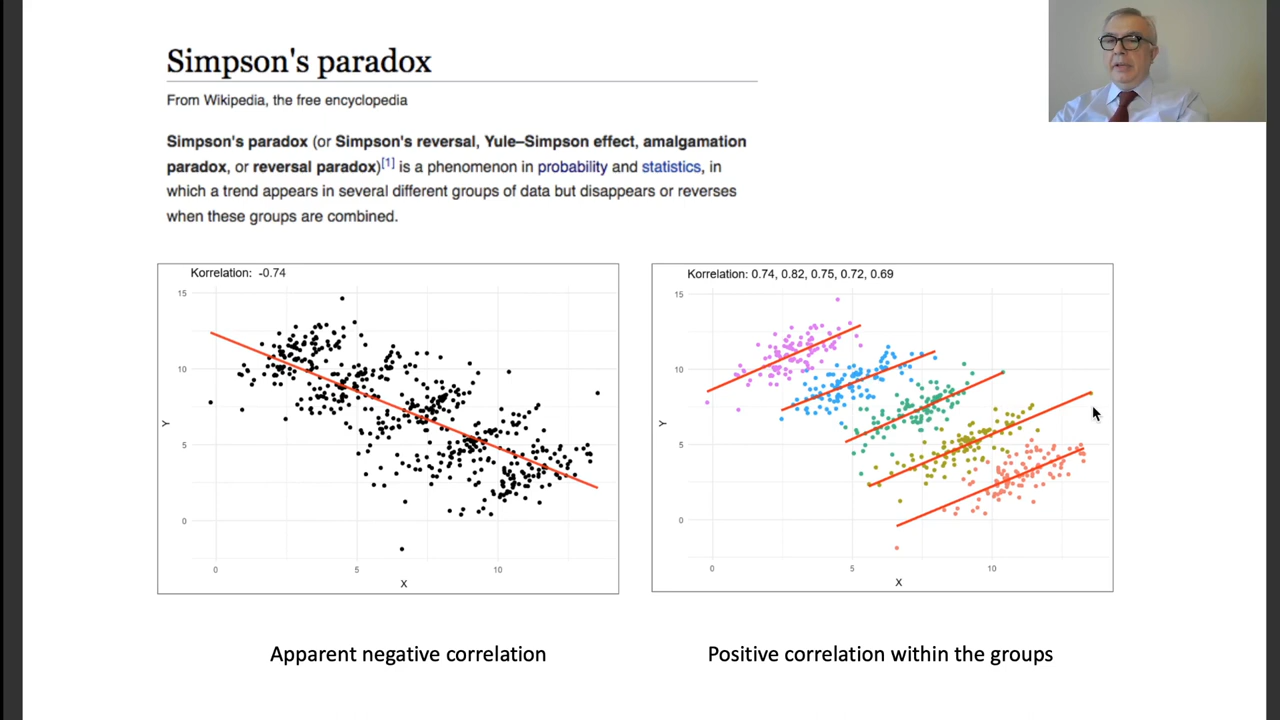 Simpson's paradox
From Wikipedia, the free encyclopedia
Simpson's paradox (or Simpson's reversal, Yule–Simpson effect, amalgamation
paradox, or reversal paradox)[1] is a phenomenon in probability and statistics, in
which a trend appears in several different groups of data but disappears or reverses
when these groups are combined.
Korrelation: -0.74
15
10
5
0
Y
0 5 10
X
Korrelation: 0.74, 0.82, 0.75, 0.72, 0.69
15
10
5
0
Y
0 5 10
X
Apparent negative correlation
Positive correlation within the groups